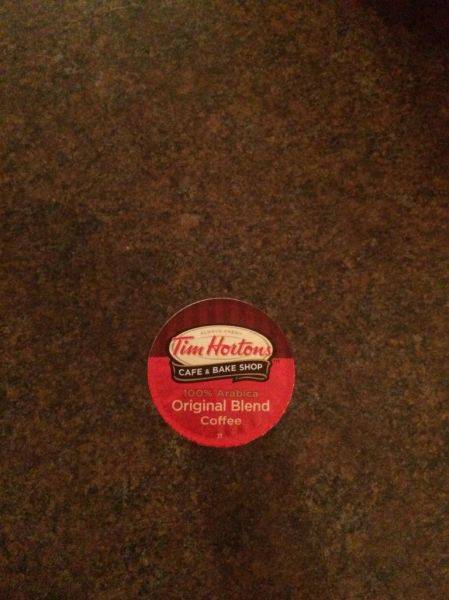 ALWAYS FRESH
Tim Hortons
CAFE & BAKE SHOP
100% Arabica
Original Blend
Coffee